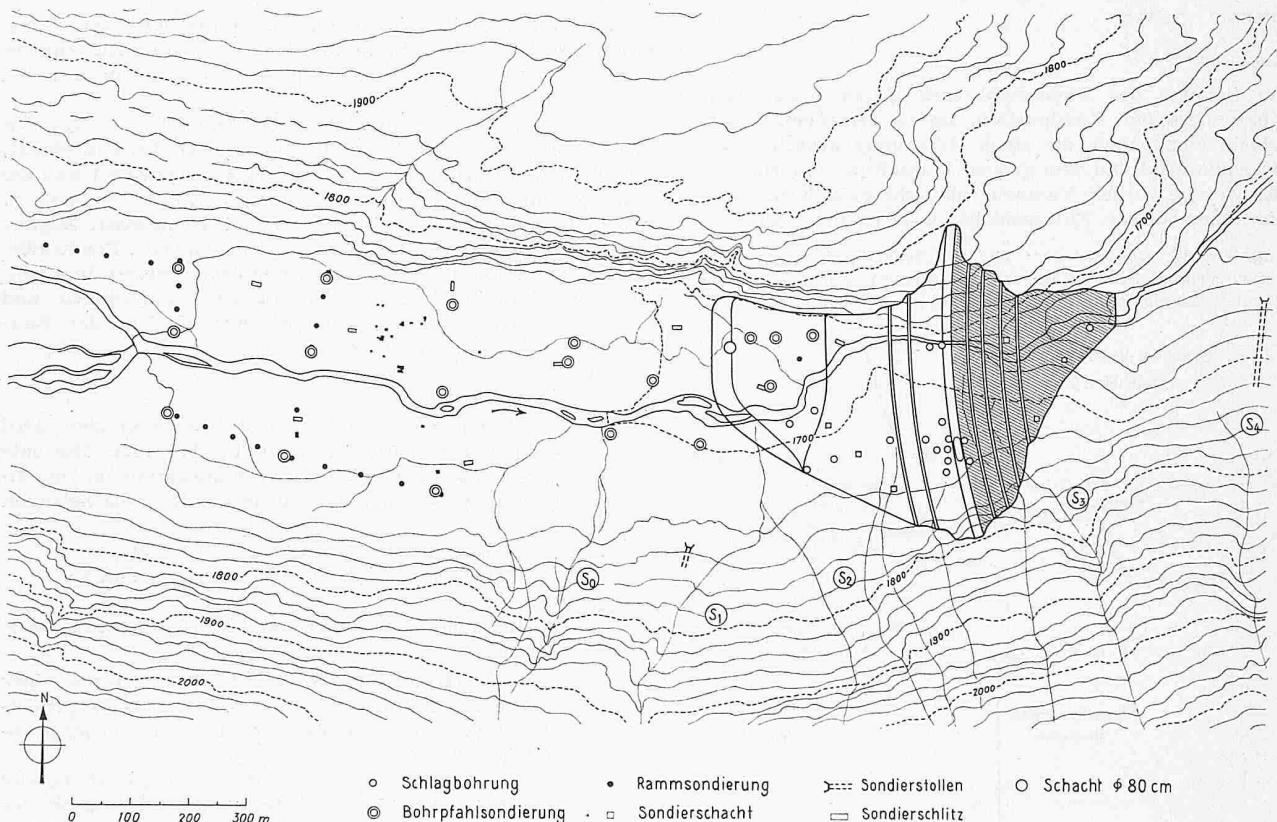 1900
1800
1800
1700
1700
S4
S3
S0
S2
S1
1800
1800
1900
1900
2000
2000
N
0 100 200 300 m
Schlagbohrung
Rammsondierung
Sondierstollen
Schacht ϕ 80 cm
Bohrpfahlsondierung
Sondierschacht
Sondierschlitz